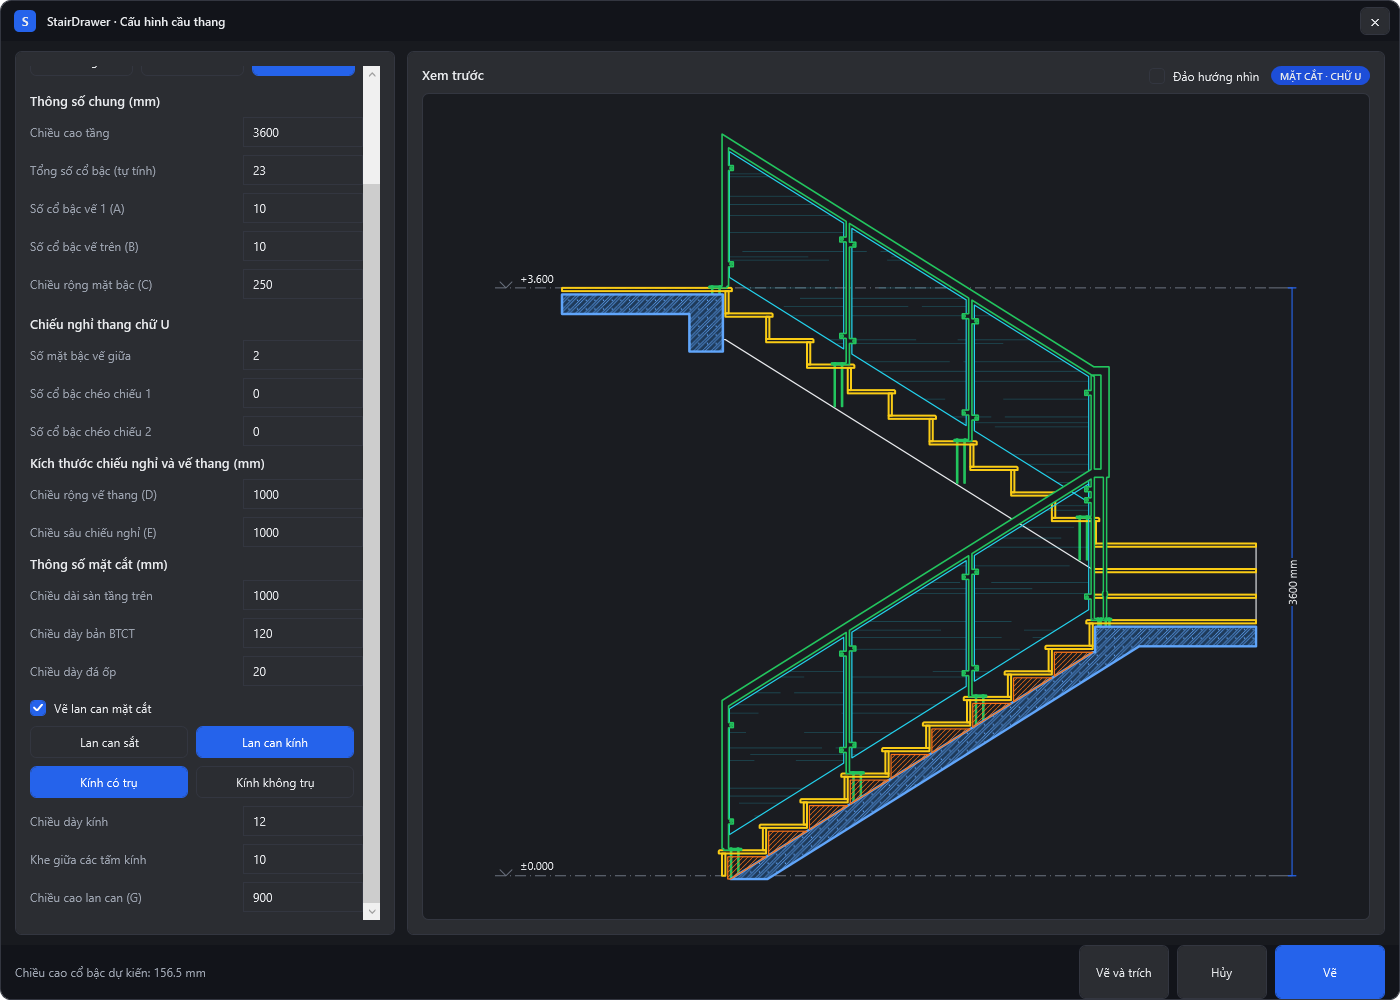 S StairDrawer · Cấu hình cầu thang
Thông số chung (mm)
Chiều cao tầng 3600
Tổng số cổ bậc (tự tính) 23
Số cổ bậc vế 1 (A) 10
Số cổ bậc vế trên (B) 10
Chiều rộng mặt bậc (C) 250
Chiếu nghỉ thang chữ U
Số mặt bậc vế giữa 2
Số cổ bậc chéo chiếu 1 0
Số cổ bậc chéo chiếu 2 0
Kích thước chiếu nghỉ và vế thang (mm)
Chiều rộng vế thang (D) 1000
Chiều sâu chiếu nghỉ (E) 1000
Thông số mặt cắt (mm)
Chiều dài sàn tầng trên 1000
Chiều dày bản BTCT 120
Chiều dày đá ốp 20
Vẽ lan can mặt cắt
Lan can sắt Lan can kính
Kính có trụ Kính không trụ
Chiều dày kính 12
Khe giữa các tấm kính 10
Chiều cao lan can (G) 900
Xem trước
Đảo hướng nhìn MẶT CẮT · CHỮ U
+3.600
3600 mm
±0.000
Chiều cao cổ bậc dự kiến: 156.5 mm
Vẽ và trích Hủy Vẽ